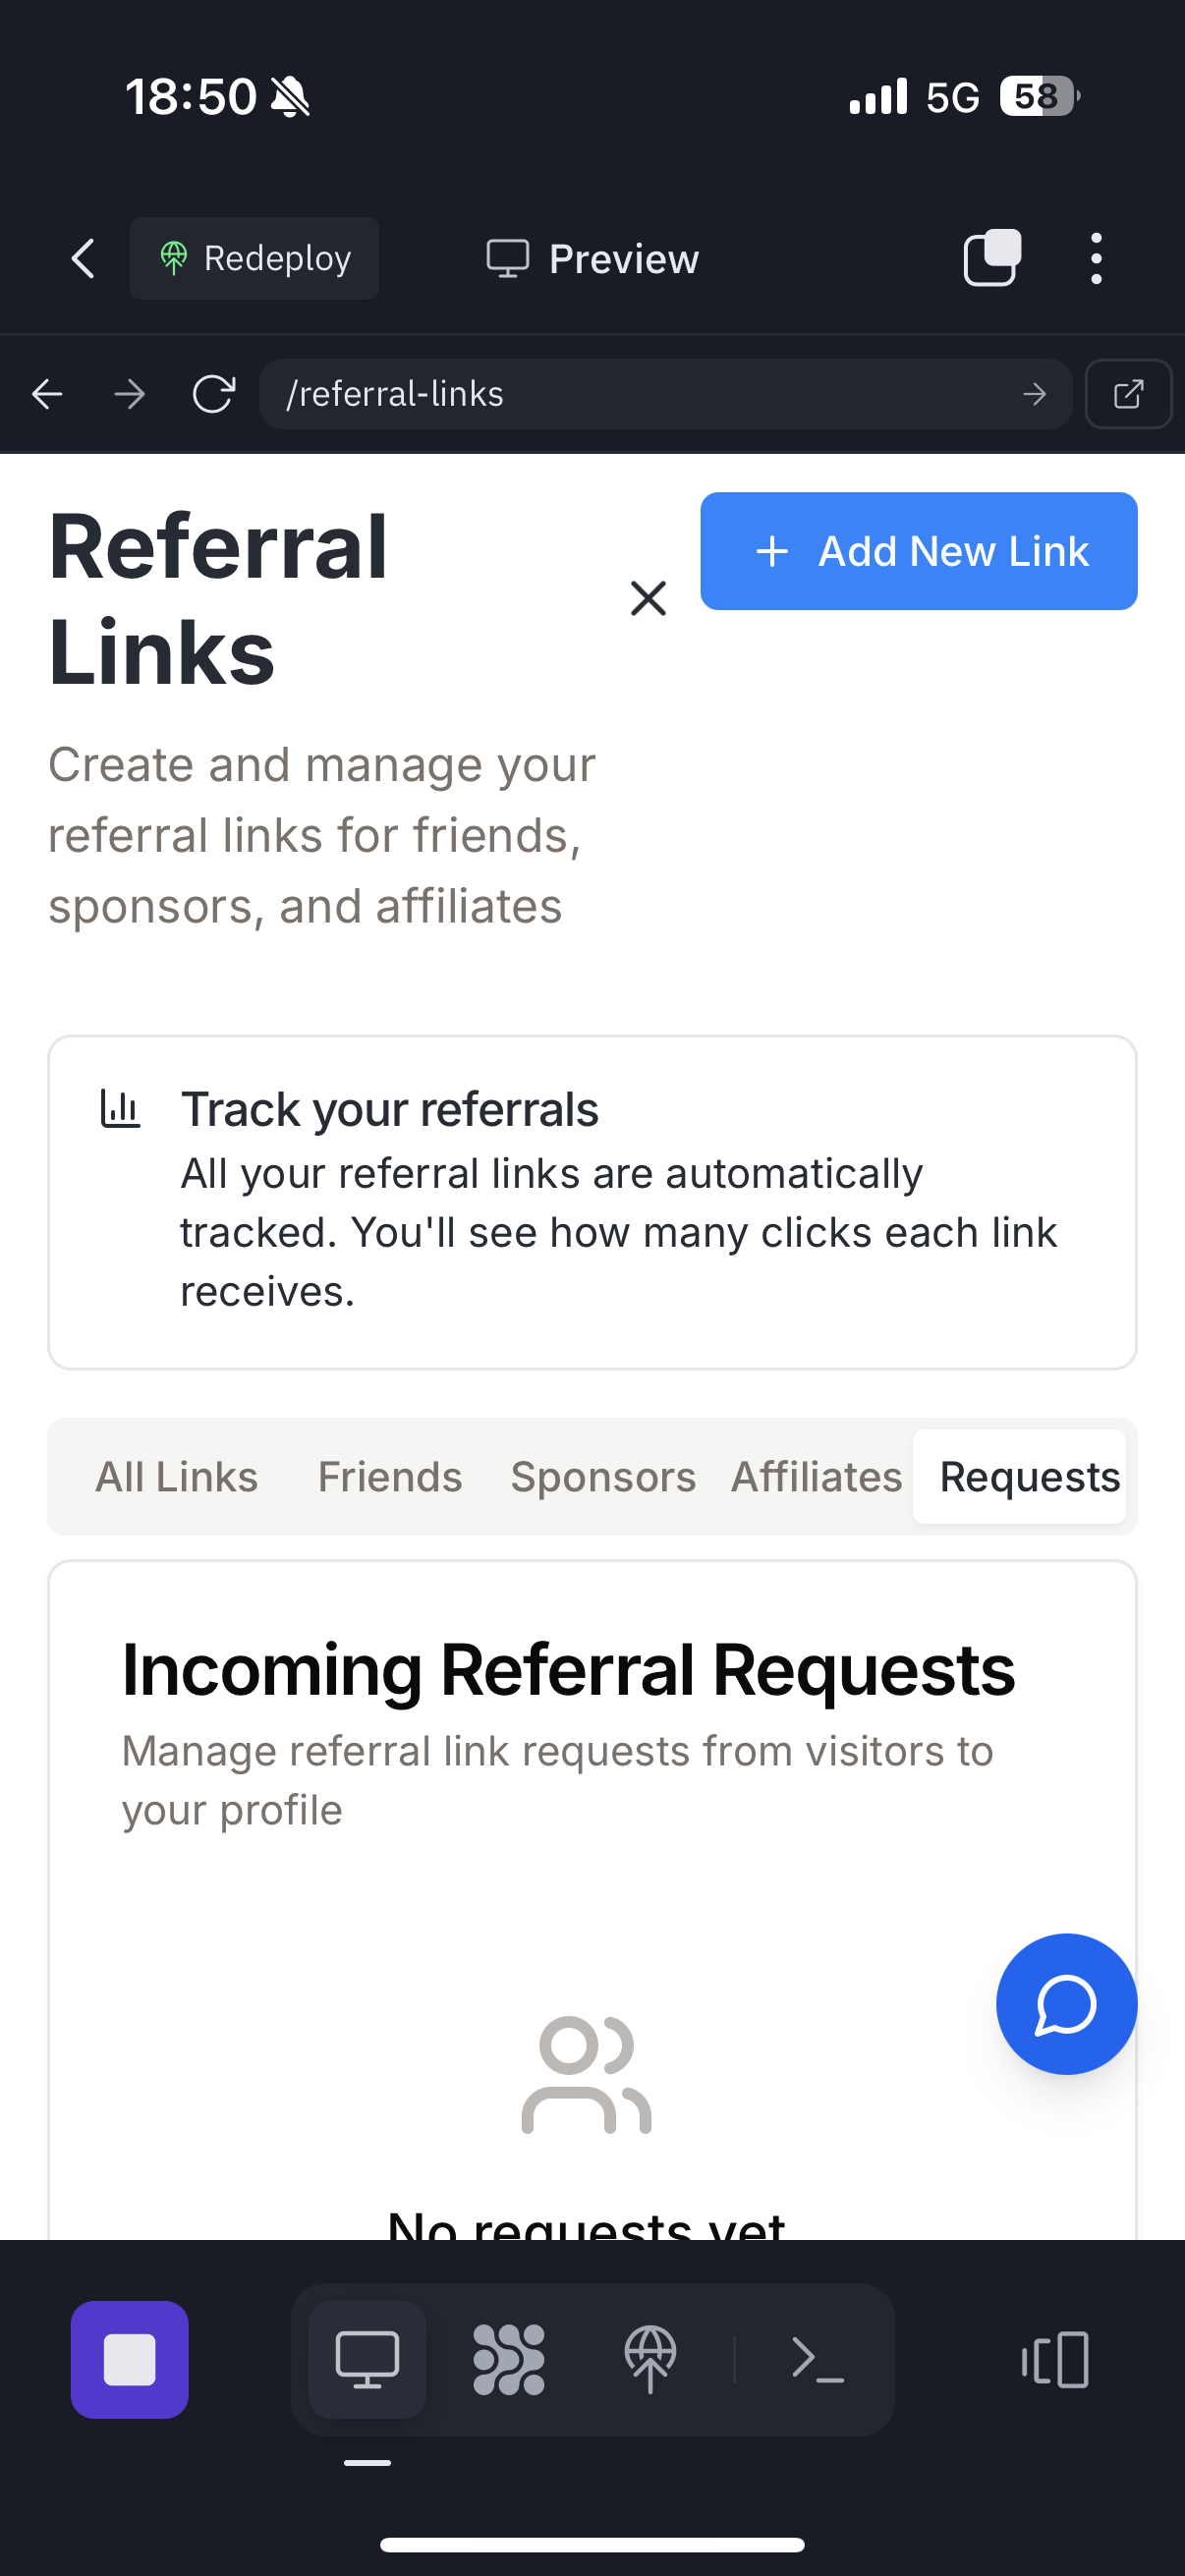 18:50
5G
58
Redeploy
Preview
/referral-links
Referral
Links
Add New Link
Create and manage your
referral links for friends,
sponsors, and affiliates
Track your referrals
All your referral links are automatically
tracked. You'll see how many clicks each link
receives.
All Links
Friends
Sponsors
Affiliates
Requests
Incoming Referral Requests
Manage referral link requests from visitors to
your profile
No requests yet